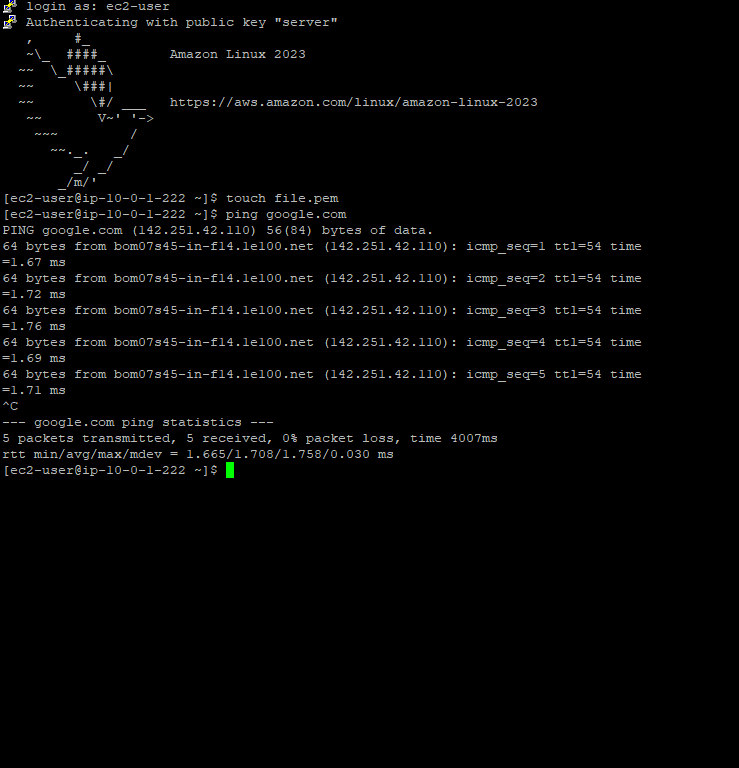 login as: ec2-user
Authenticating with public key "server"
   ,     #_
   ~\_  ####_        Amazon Linux 2023
  ~~  \_#####\
  ~~     \###|
  ~~       \#/ ___   https://aws.amazon.com/linux/amazon-linux-2023
   ~~       V~' '->
    ~~~         /
      ~~._.   _/
         _/ _/
       _/m/'
[ec2-user@ip-10-0-1-222 ~]$ touch file.pem
[ec2-user@ip-10-0-1-222 ~]$ ping google.com
PING google.com (142.251.42.110) 56(84) bytes of data.
64 bytes from bom07s45-in-f14.1e100.net (142.251.42.110): icmp_seq=1 ttl=54 time
=1.67 ms
64 bytes from bom07s45-in-f14.1e100.net (142.251.42.110): icmp_seq=2 ttl=54 time
=1.72 ms
64 bytes from bom07s45-in-f14.1e100.net (142.251.42.110): icmp_seq=3 ttl=54 time
=1.76 ms
64 bytes from bom07s45-in-f14.1e100.net (142.251.42.110): icmp_seq=4 ttl=54 time
=1.69 ms
64 bytes from bom07s45-in-f14.1e100.net (142.251.42.110): icmp_seq=5 ttl=54 time
=1.71 ms
^C
--- google.com ping statistics ---
5 packets transmitted, 5 received, 0% packet loss, time 4007ms
rtt min/avg/max/mdev = 1.665/1.708/1.758/0.030 ms
[ec2-user@ip-10-0-1-222 ~]$